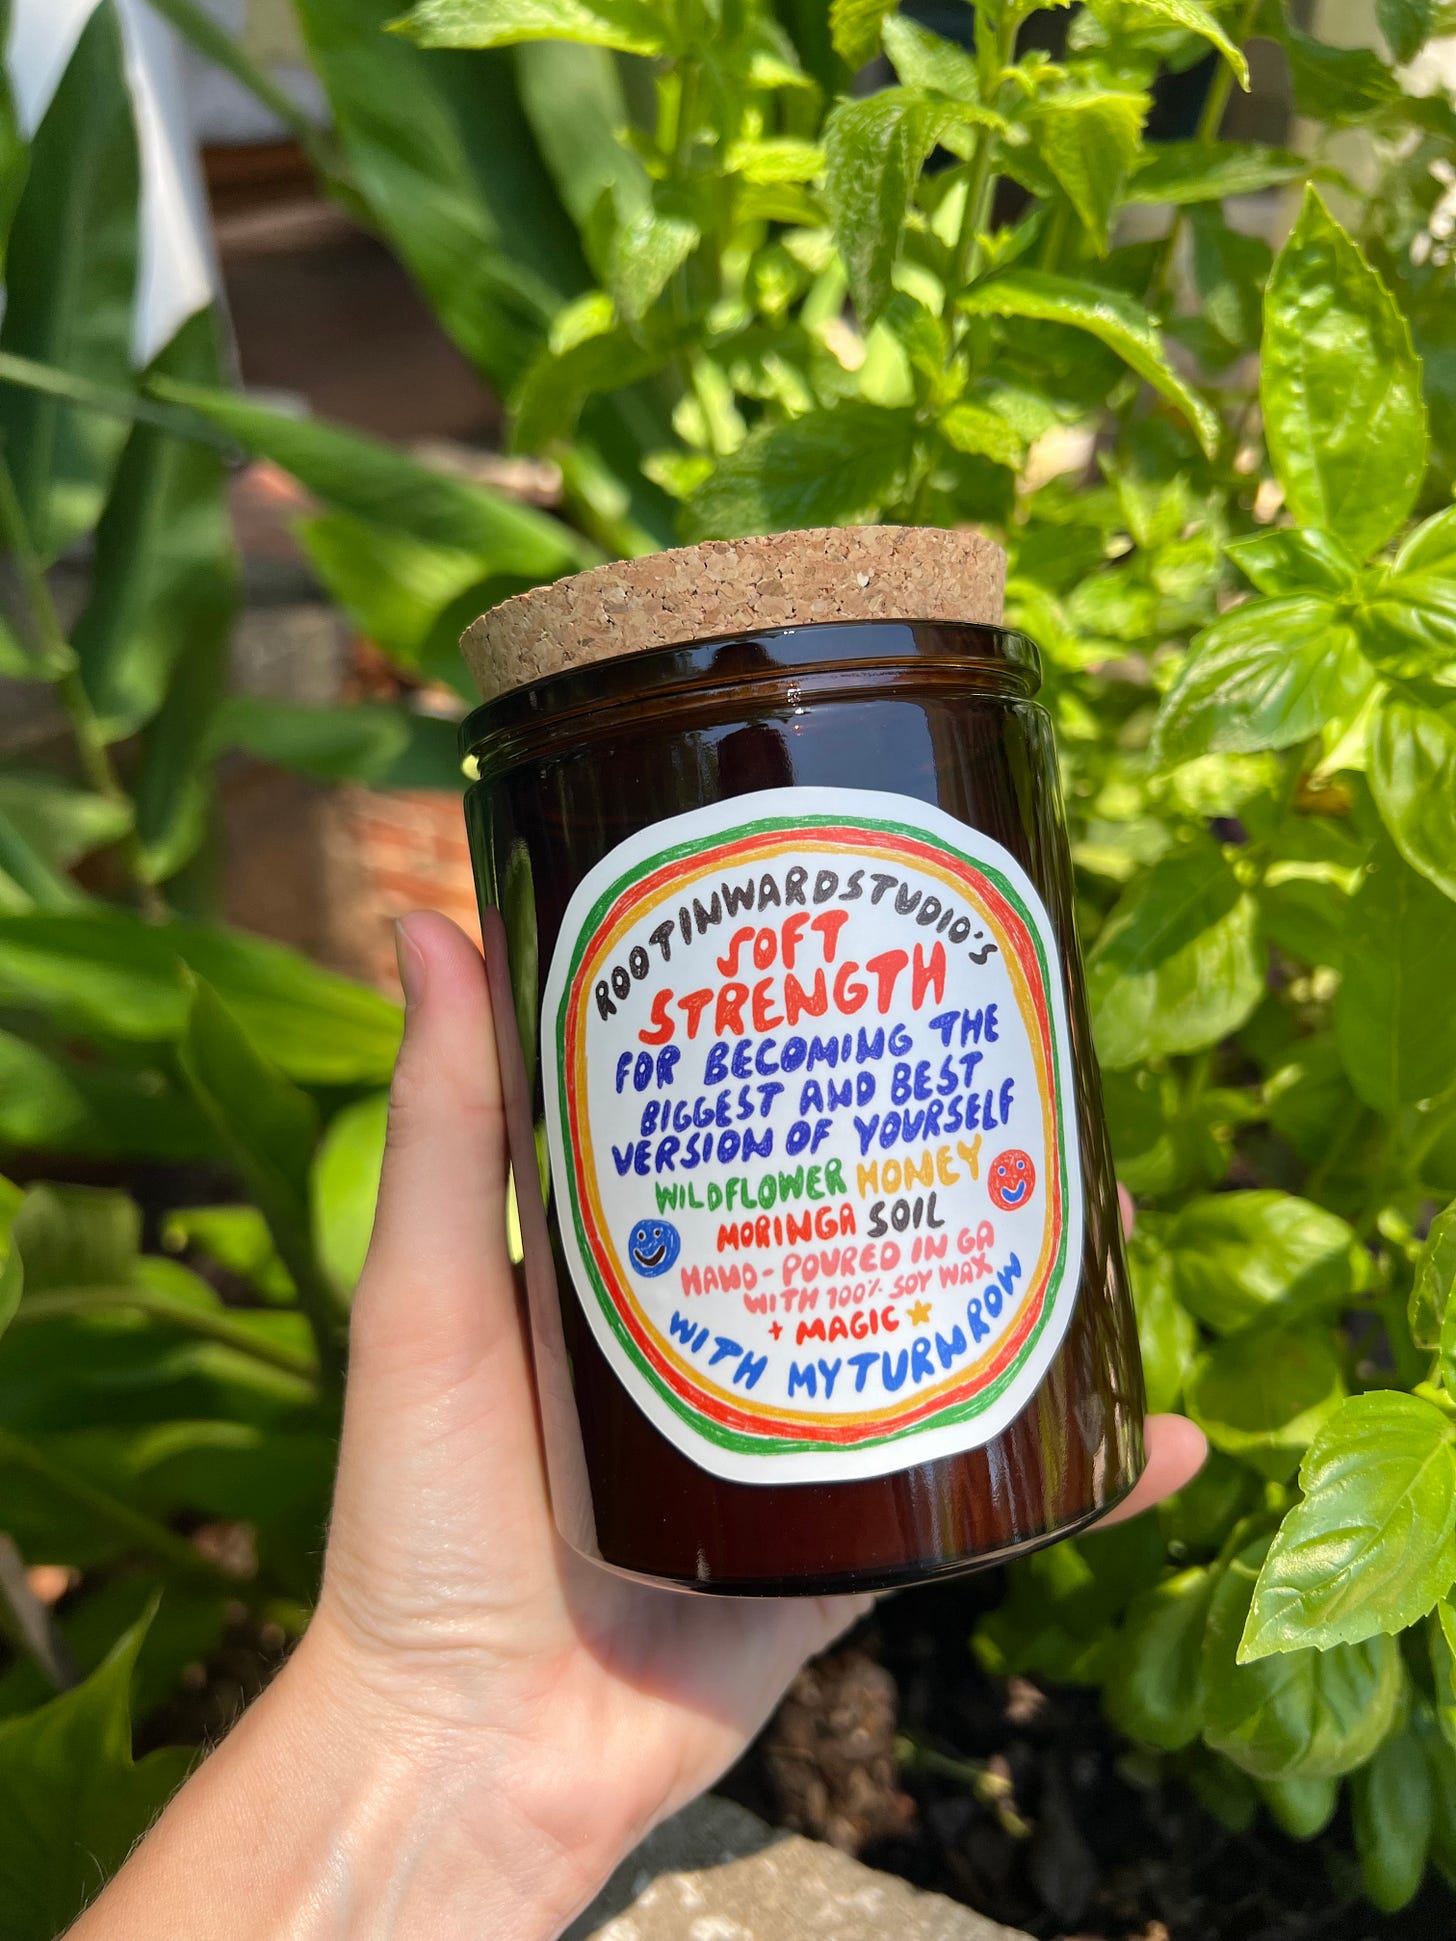 ROOTINWARDSTUDIO'S
SOFT
STRENGTH
FOR BECOMING THE
BIGGEST AND BEST
VERSION OF YOURSELF
WILDFLOWER HONEY
MORINGA SOIL
HAND-POURED IN GA
WITH 100% SOY WAX
+ MAGIC
WITH MYTURNROW